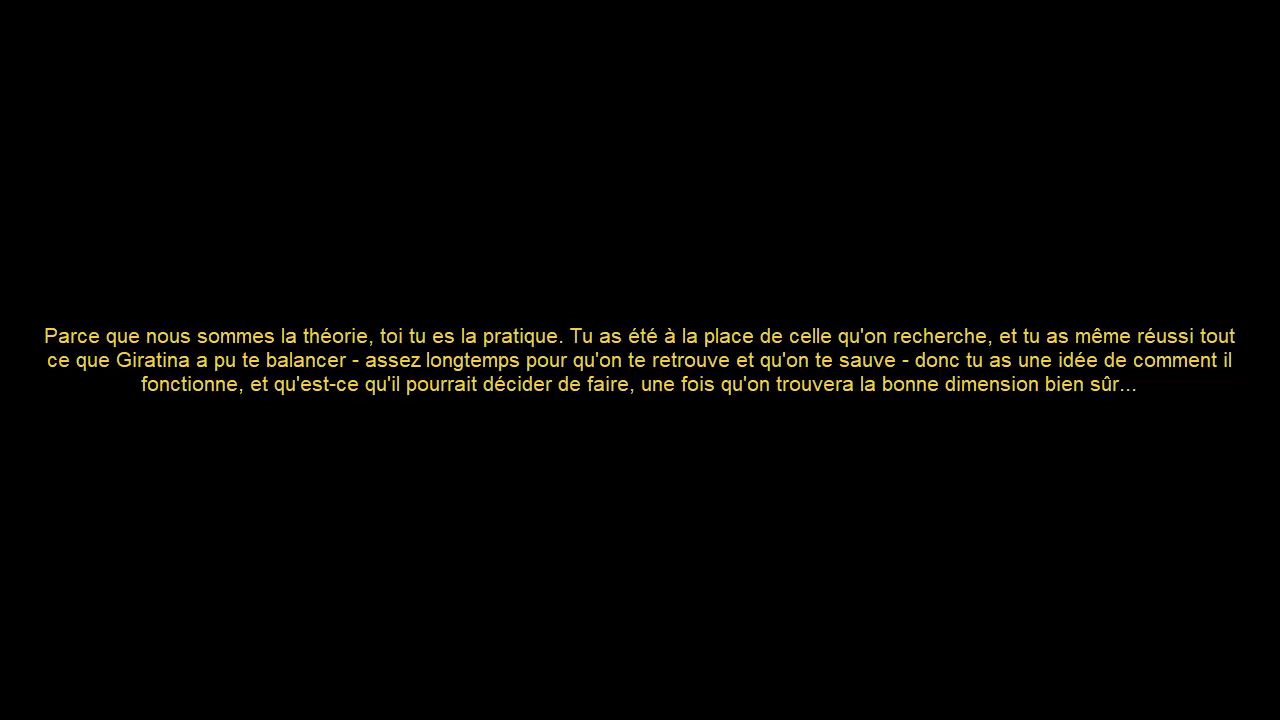 Parce que nous sommes la théorie, toi tu es la pratique. Tu as été à la place de celle qu'on recherche, et tu as même réussi tout
ce que Giratina a pu te balancer - assez longtemps pour qu'on te retrouve et qu'on te sauve - donc tu as une idée de comment il
fonctionne, et qu'est-ce qu'il pourrait décider de faire, une fois qu'on trouvera la bonne dimension bien sûr...